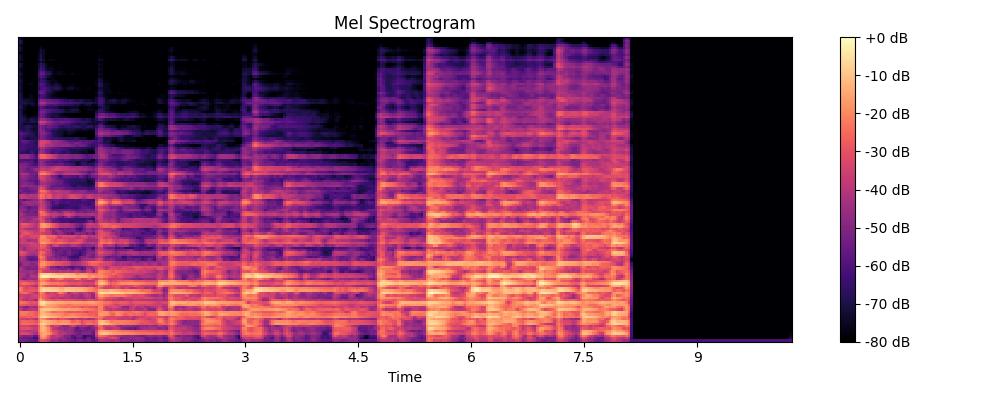 Mel Spectrogram
+0 dB
-10 dB
-20 dB
-30 dB
-40 dB
-50 dB
-60 dB
-70 dB
-80 dB
0 1.5 3 4.5 6 7.5 9
Time